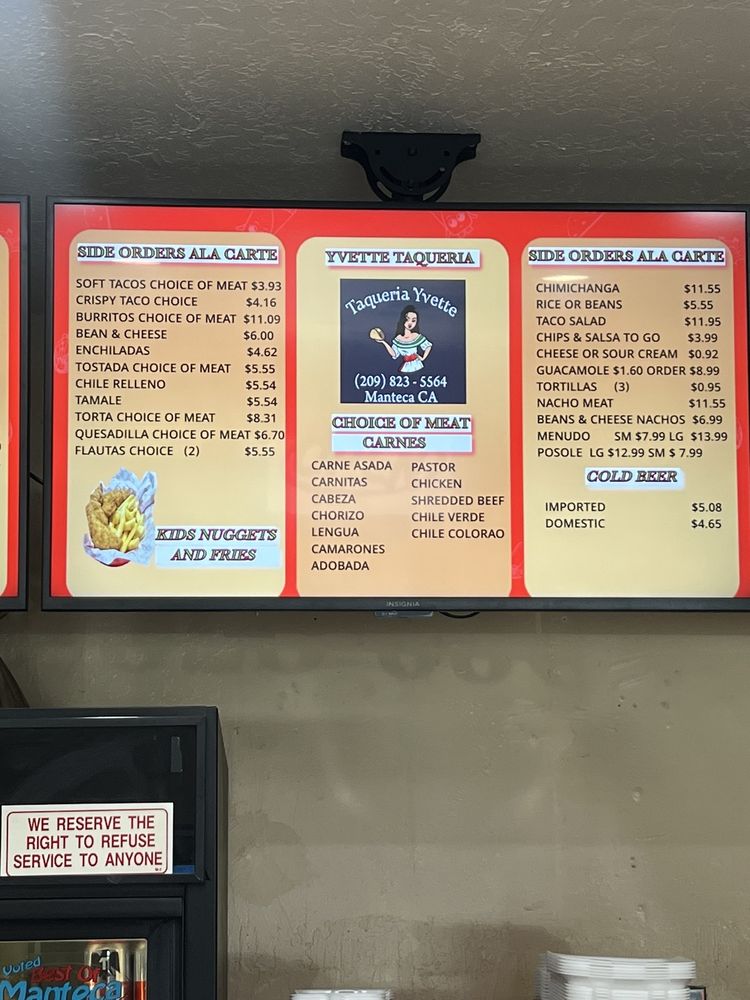 SIDE ORDERS ALA CARTE
SOFT TACOS CHOICE OF MEAT $3.93
CRISPY TACO CHOICE $4.16
BURRITOS CHOICE OF MEAT $11.09
BEAN & CHEESE $6.00
ENCHILADAS $4.62
TOSTADA CHOICE OF MEAT $5.55
CHILE RELLENO $5.54
TAMALE $5.54
TORTA CHOICE OF MEAT $8.31
QUESADILLA CHOICE OF MEAT $6.70
FLAUTAS CHOICE (2) $5.55
KIDS NUGGETS
AND FRIES
YVETTE TAQUERIA
Taqueria Yvette
(209) 823 - 5564
Manteca CA
CHOICE OF MEAT
CARNES
CARNE ASADA
CARNITAS
CABEZA
CHORIZO
LENGUA
CAMARONES
ADOBADA
PASTOR
CHICKEN
SHREDDED BEEF
CHILE VERDE
CHILE COLORAO
SIDE ORDERS ALA CARTE
CHIMICHANGA $11.55
RICE OR BEANS $5.55
TACO SALAD $11.95
CHIPS & SALSA TO GO $3.99
CHEESE OR SOUR CREAM $0.92
GUACAMOLE $1.60 ORDER $8.99
TORTILLAS (3) $0.95
NACHO MEAT $11.55
BEANS & CHEESE NACHOS $6.99
MENUDO SM $7.99 LG $13.99
POSOLE LG $12.99 SM $ 7.99
COLD BEER
IMPORTED $5.08
DOMESTIC $4.65
INSIGNIA
WE RESERVE THE
RIGHT TO REFUSE
SERVICE TO ANYONE
Voted
Best Of
Manteca